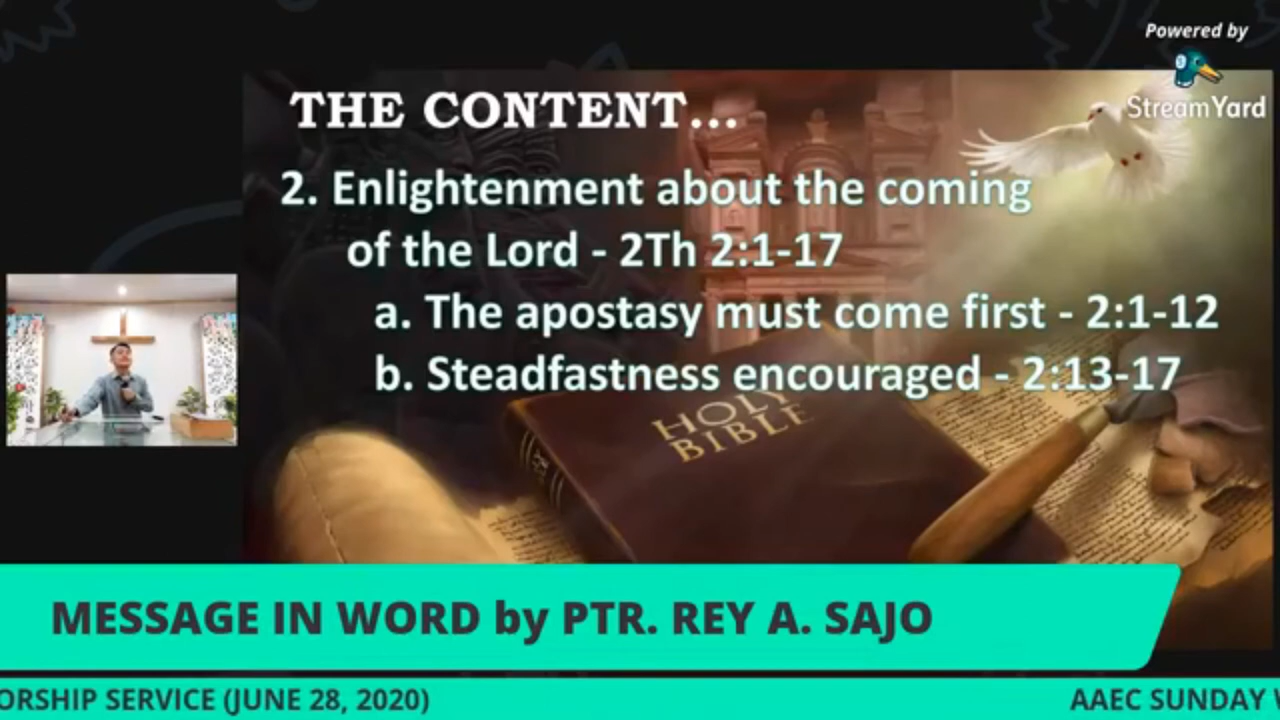 Powered by
StreamYard
THE CONTENT...
2. Enlightenment about the coming
of the Lord - 2Th 2:1-17
a. The apostasy must come first - 2:1-12
b. Steadfastness encouraged - 2:13-17
HOLY
BIBLE
MESSAGE IN WORD by PTR. REY A. SAJO
ORSHIP SERVICE (JUNE 28, 2020)
AAEC SUNDAY